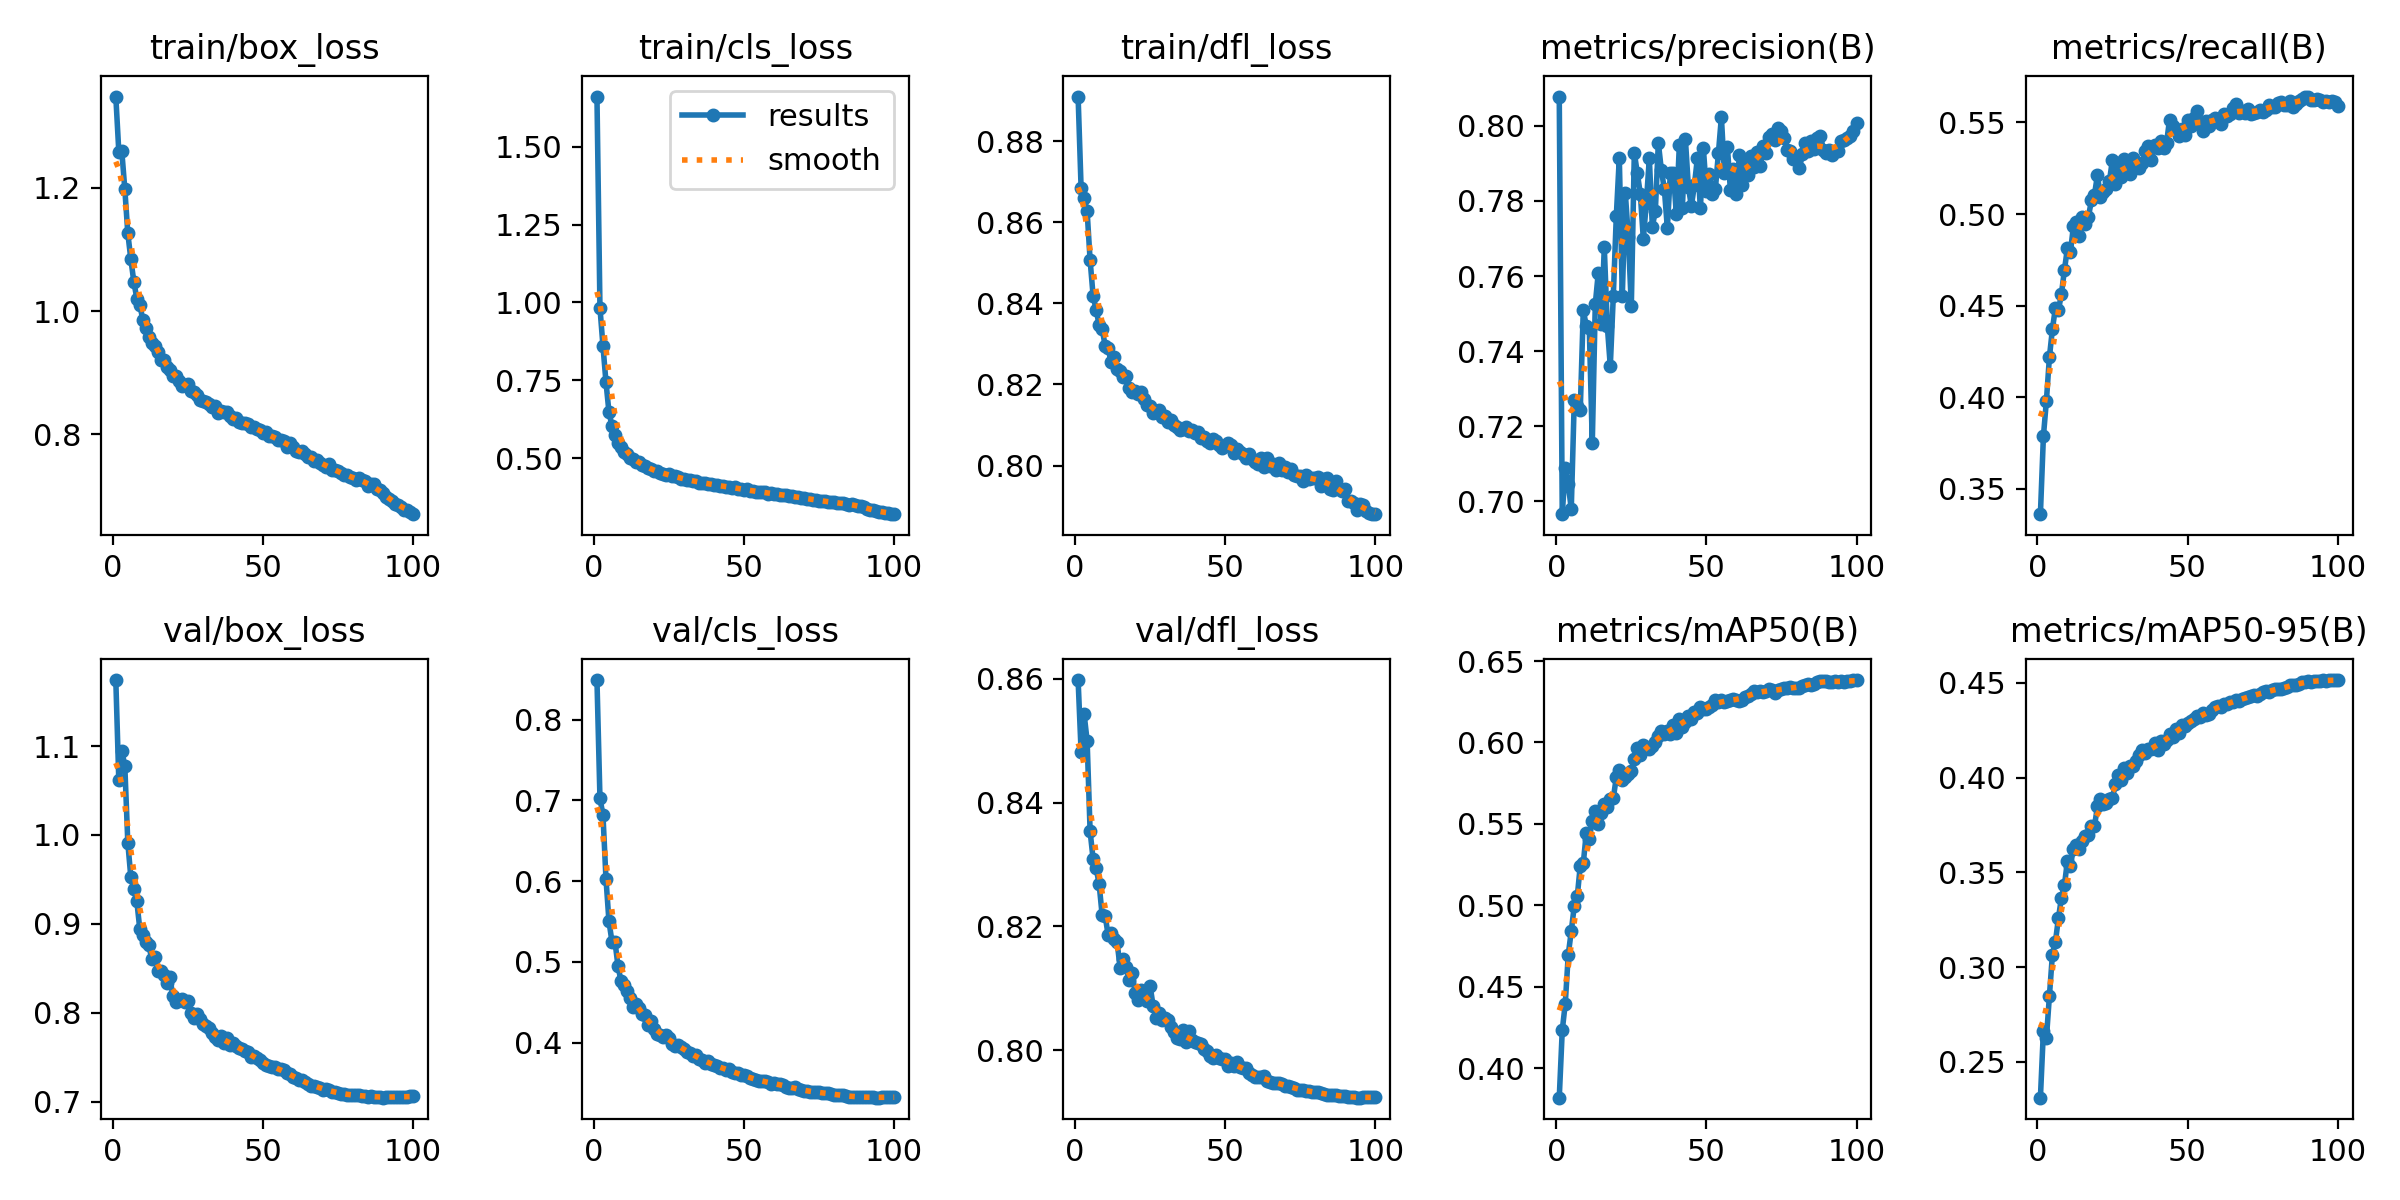 train/box_loss
1.2
1.0
0.8
0 50 100
train/cls_loss
results
smooth
1.50
1.25
1.00
0.75
0.50
0 50 100
train/dfl_loss
0.88
0.86
0.84
0.82
0.80
0 50 100
metrics/precision(B)
0.80
0.78
0.76
0.74
0.72
0.70
0 50 100
metrics/recall(B)
0.55
0.50
0.45
0.40
0.35
0 50 100
val/box_loss
1.1
1.0
0.9
0.8
0.7
0 50 100
val/cls_loss
0.8
0.7
0.6
0.5
0.4
0 50 100
val/dfl_loss
0.86
0.84
0.82
0.80
0 50 100
metrics/mAP50(B)
0.65
0.60
0.55
0.50
0.45
0.40
0 50 100
metrics/mAP50-95(B)
0.45
0.40
0.35
0.30
0.25
0 50 100